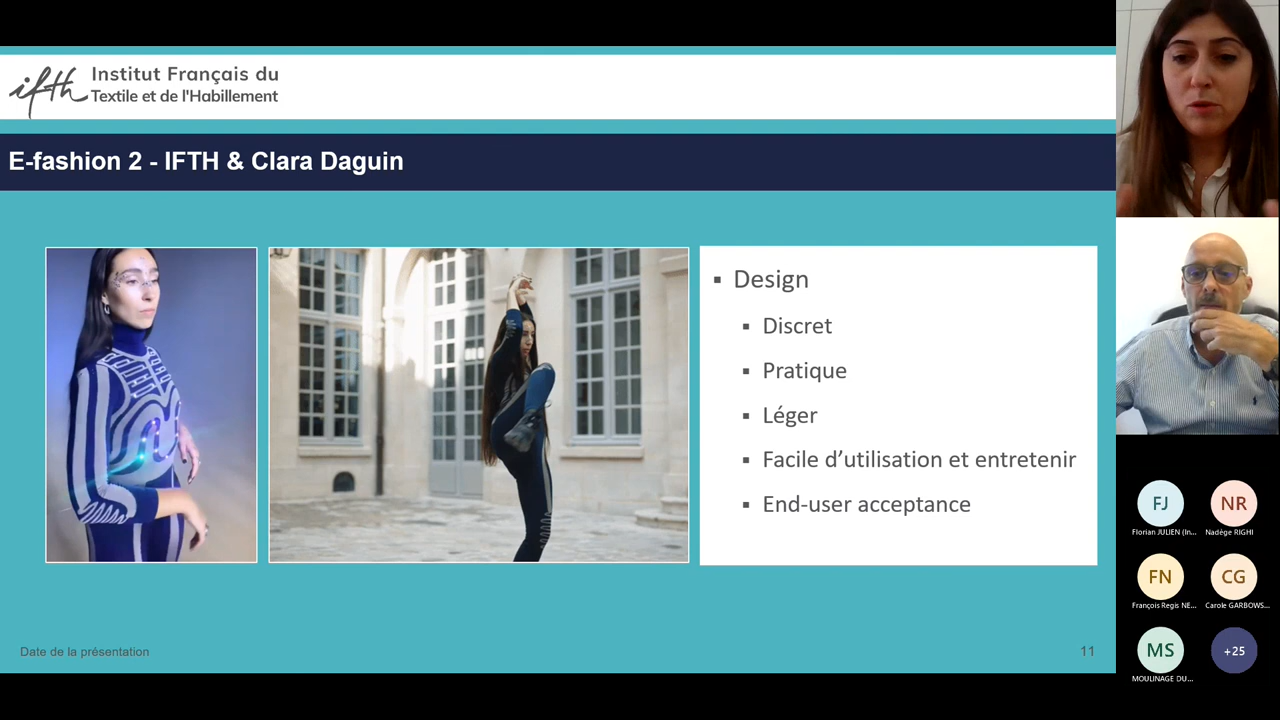 ifth
Institut Français du
Textile et de l'Habillement
E-fashion 2 - IFTH & Clara Daguin
▪ Design
▪ Discret
▪ Pratique
▪ Léger
▪ Facile d’utilisation et entretenir
▪ End-user acceptance
Date de la présentation
11
FJ
Florian JULIEN (In...
NR
Nadège RIGHI
FN
François Regis NE...
CG
Carole GARBOWS...
MS
MOULINAGE DU...
+25